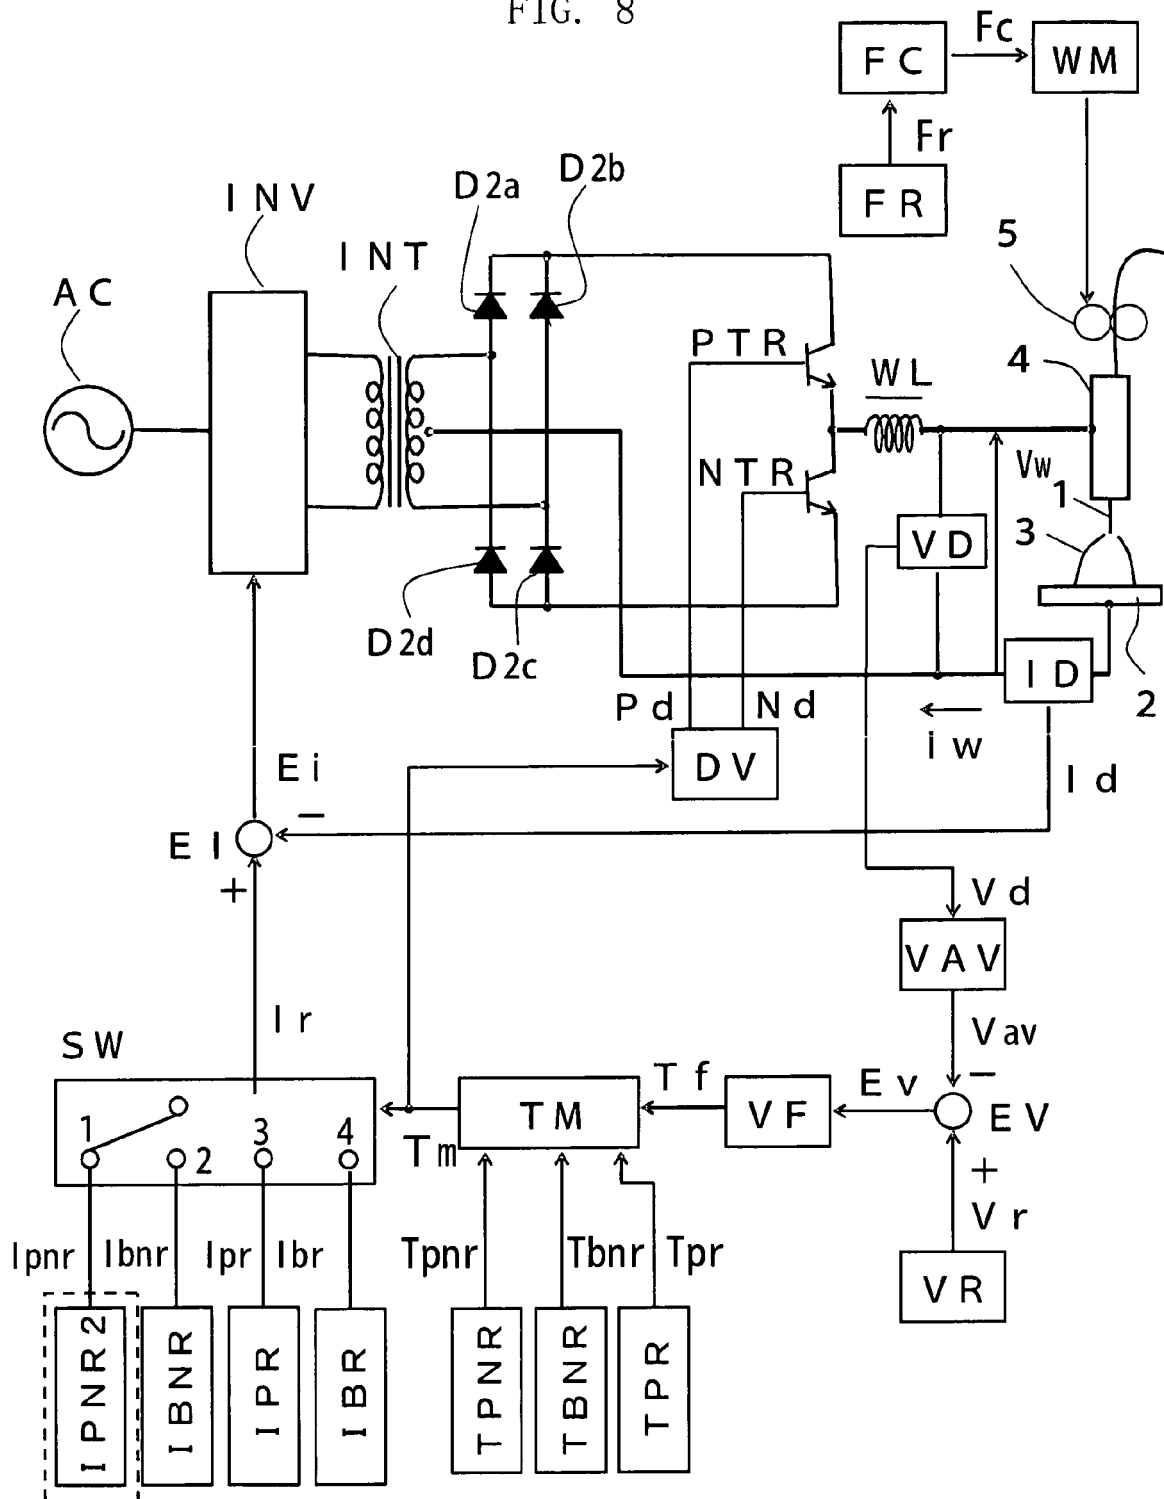 FIG. 8
Fc
FC
WM
Fr
FR
D2a
D2b
INV
INT
AC
5
PTR
WL
4
NTR
Vw
1
3
VD
D2d
D2c
ID
2
Pd
Nd
iw
DV
Id
Ei
−
EI
+
Vd
VAV
Ir
Vav
SW
Tf
Ev
−
EV
TM
VF
1
2
3
4
Tm
+
Vr
Ipnr
Ibnr
Ipr
Ibr
Tpnr
Tbnr
Tpr
VR
IPNR2
IBNR
IPR
IBR
TPNR
TBNR
TPR